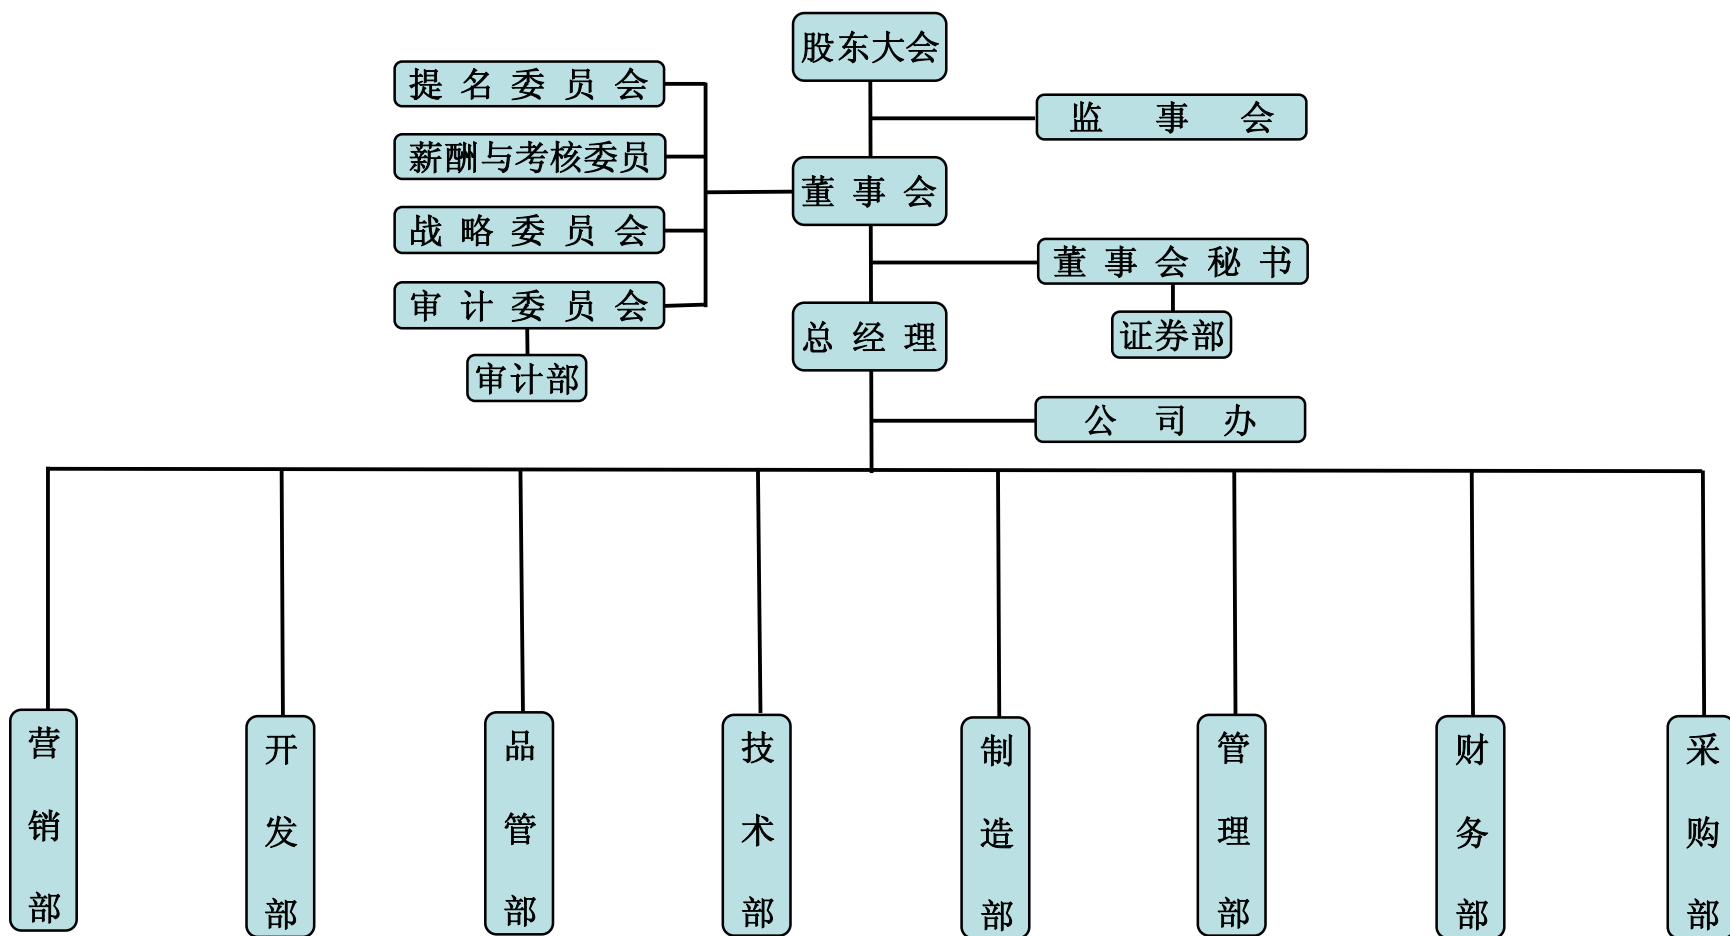 股东大会
提名委员会
监事会
薪酬与考核委员
董事会
战略委员会
董事会秘书
审计委员会
总经理
证券部
审计部
公司办
营销部
开发部
品管部
技术部
制造部
管理部
财务部
采购部